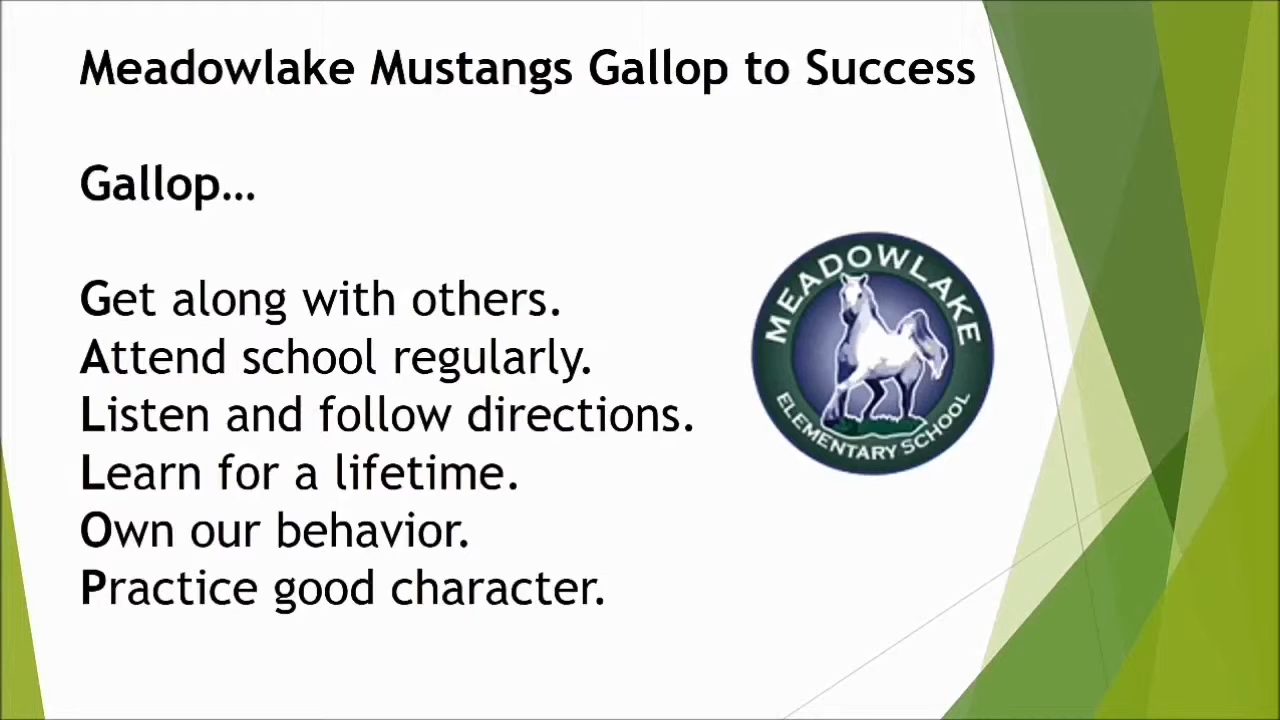 Meadowlake Mustangs Gallop to Success
Gallop...
Get along with others.
Attend school regularly.
Listen and follow directions.
Learn for a lifetime.
Own our behavior.
Practice good character.
MEADOWLAKE
ELEMENTARY SCHOOL